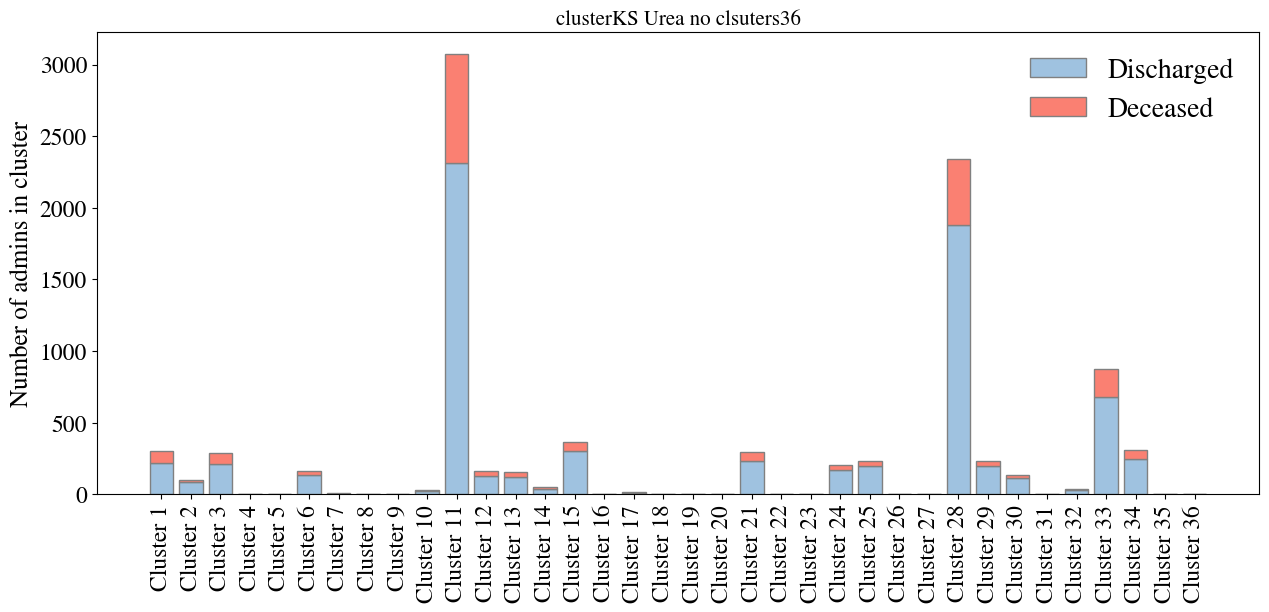 clusterKS Urea no clsuters36
Discharged
Deceased
Number of admins in cluster
3000
2500
2000
1500
1000
500
0
Cluster 1
Cluster 2
Cluster 3
Cluster 4
Cluster 5
Cluster 6
Cluster 7
Cluster 8
Cluster 9
Cluster 10
Cluster 11
Cluster 12
Cluster 13
Cluster 14
Cluster 15
Cluster 16
Cluster 17
Cluster 18
Cluster 19
Cluster 20
Cluster 21
Cluster 22
Cluster 23
Cluster 24
Cluster 25
Cluster 26
Cluster 27
Cluster 28
Cluster 29
Cluster 30
Cluster 31
Cluster 32
Cluster 33
Cluster 34
Cluster 35
Cluster 36